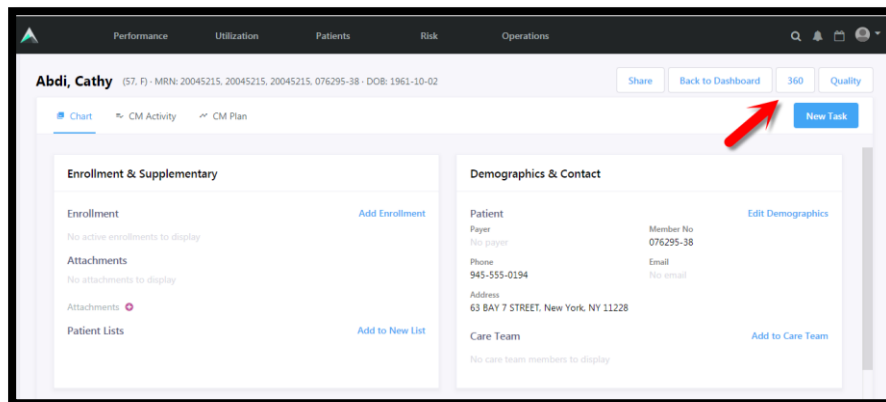 Performance Utilization Patients Risk Operations
Abdi, Cathy (57, F) - MRN: 20045215, 20045215, 20045215, 076295-38 - DOB: 1961-10-02
Share Back to Dashboard 360 Quality
Chart CM Activity CM Plan
New Task
Enrollment & Supplementary
Enrollment Add Enrollment
No active enrollments to display
Attachments
No attachments to display
Attachments
Patient Lists Add to New List
Demographics & Contact
Patient Edit Demographics
Payer Member No
No payer 076295-38
Phone Email
945-555-0194 No email
Address
63 BAY 7 STREET, New York, NY 11228
Care Team Add to Care Team
No care team members to display